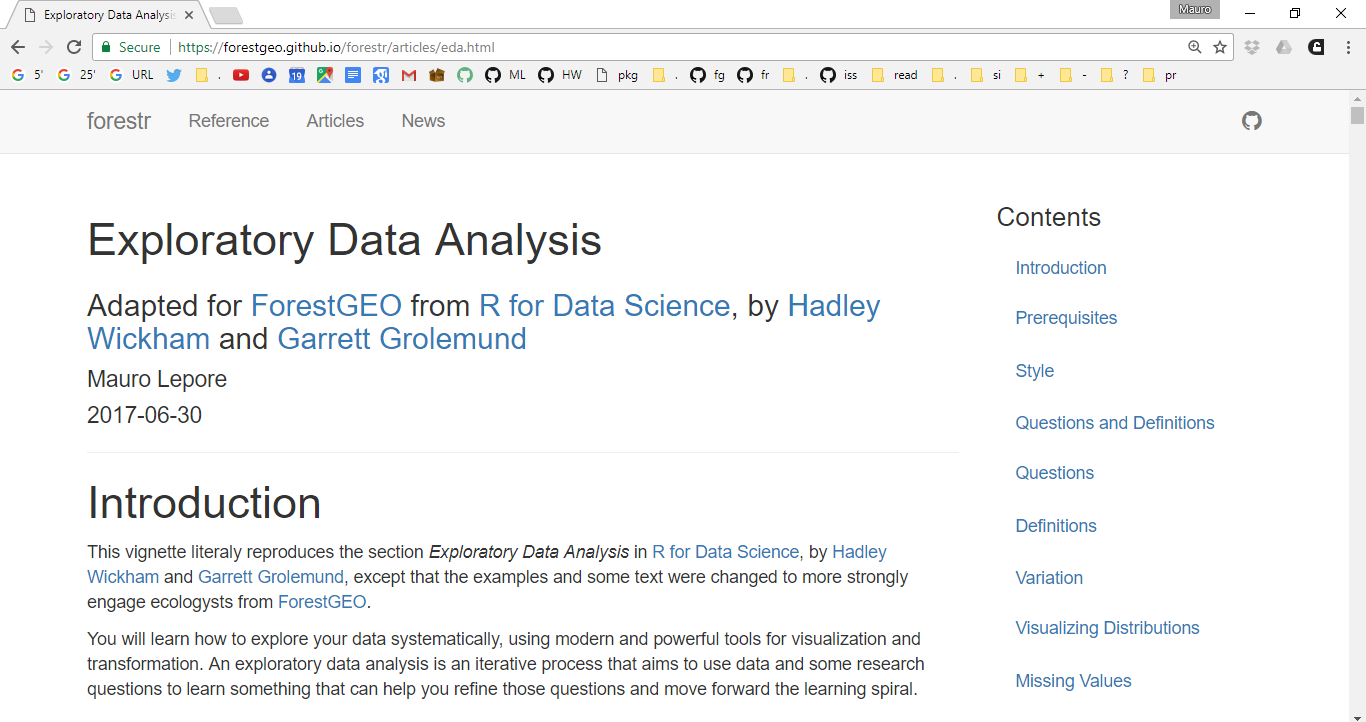 Exploratory Data Analysis
Mauro
Secure
https://forestgeo.github.io/forestr/articles/eda.html
5' 25' URL . 19 ML HW pkg . fg fr . iss read . si + - ? pr
forestr Reference Articles News
Exploratory Data Analysis
Adapted for ForestGEO from R for Data Science, by Hadley
Wickham and Garrett Grolemund
Mauro Lepore
2017-06-30
Introduction
This vignette literaly reproduces the section Exploratory Data Analysis in R for Data Science, by Hadley
Wickham and Garrett Grolemund, except that the examples and some text were changed to more strongly
engage ecologysts from ForestGEO.
You will learn how to explore your data systematically, using modern and powerful tools for visualization and
transformation. An exploratory data analysis is an iterative process that aims to use data and some research
questions to learn something that can help you refine those questions and move forward the learning spiral.
Contents
Introduction
Prerequisites
Style
Questions and Definitions
Questions
Definitions
Variation
Visualizing Distributions
Missing Values